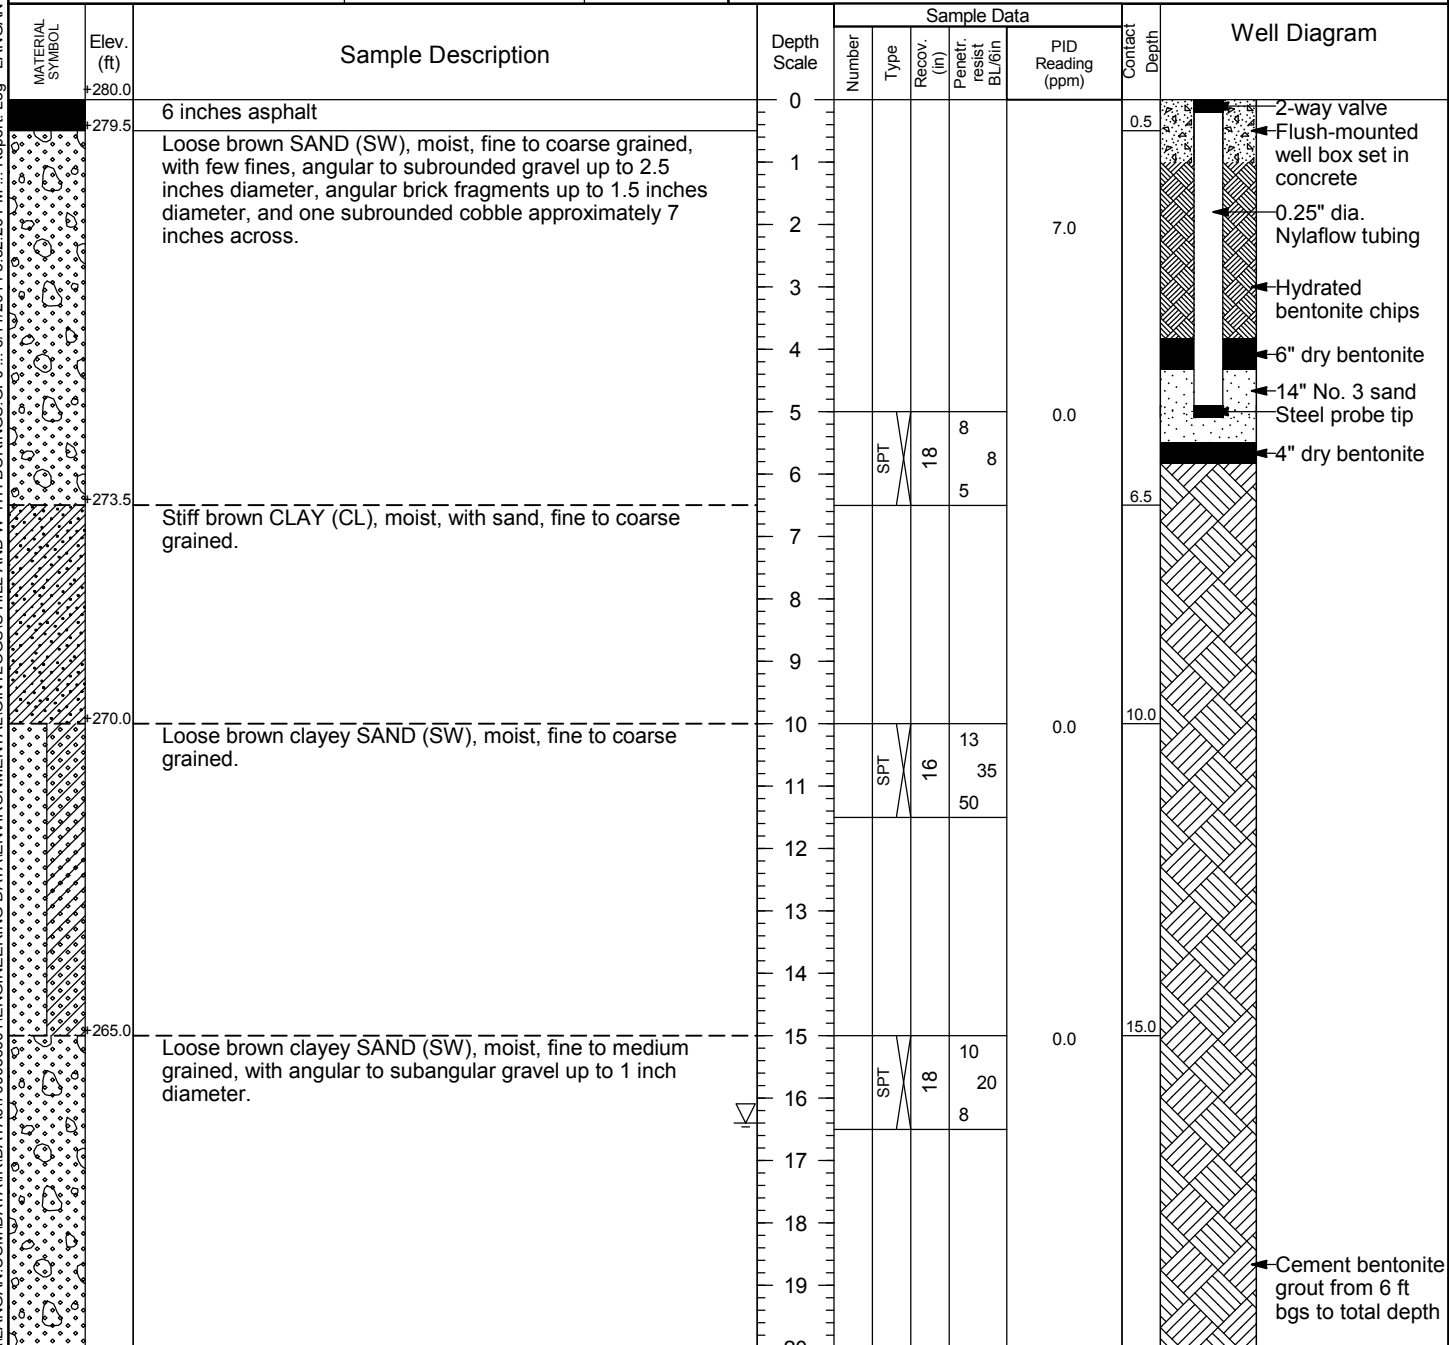 MATERIAL
SYMBOL
Elev.
(ft)
Sample Description
Depth
Scale
Sample Data
Number
Type
Recov.
(in)
Penetr.
resist
BL/6in
PID
Reading
(ppm)
Contact
Depth
Well Diagram
+280.0
0
6 inches asphalt
+279.5
0.5
Loose brown SAND (SW), moist, fine to coarse grained,
with few fines, angular to subrounded gravel up to 2.5
inches diameter, angular brick fragments up to 1.5 inches
diameter, and one subrounded cobble approximately 7
inches across.
1
2
7.0
3
4
5
0.0
SPT
18
8
8
5
6
+273.5
6.5
Stiff brown CLAY (CL), moist, with sand, fine to coarse
grained.
7
8
9
+270.0
10
0.0
10.0
Loose brown clayey SAND (SW), moist, fine to coarse
grained.
SPT
16
13
35
50
11
12
13
14
+265.0
15
0.0
15.0
Loose brown clayey SAND (SW), moist, fine to medium
grained, with angular to subangular gravel up to 1 inch
diameter.
SPT
18
10
20
8
16
17
18
19
2-way valve
Flush-mounted
well box set in
concrete
0.25" dia.
Nylaflow tubing
Hydrated
bentonite chips
6" dry bentonite
14" No. 3 sand
Steel probe tip
4" dry bentonite
Cement bentonite
grout from 6 ft
bgs to total depth